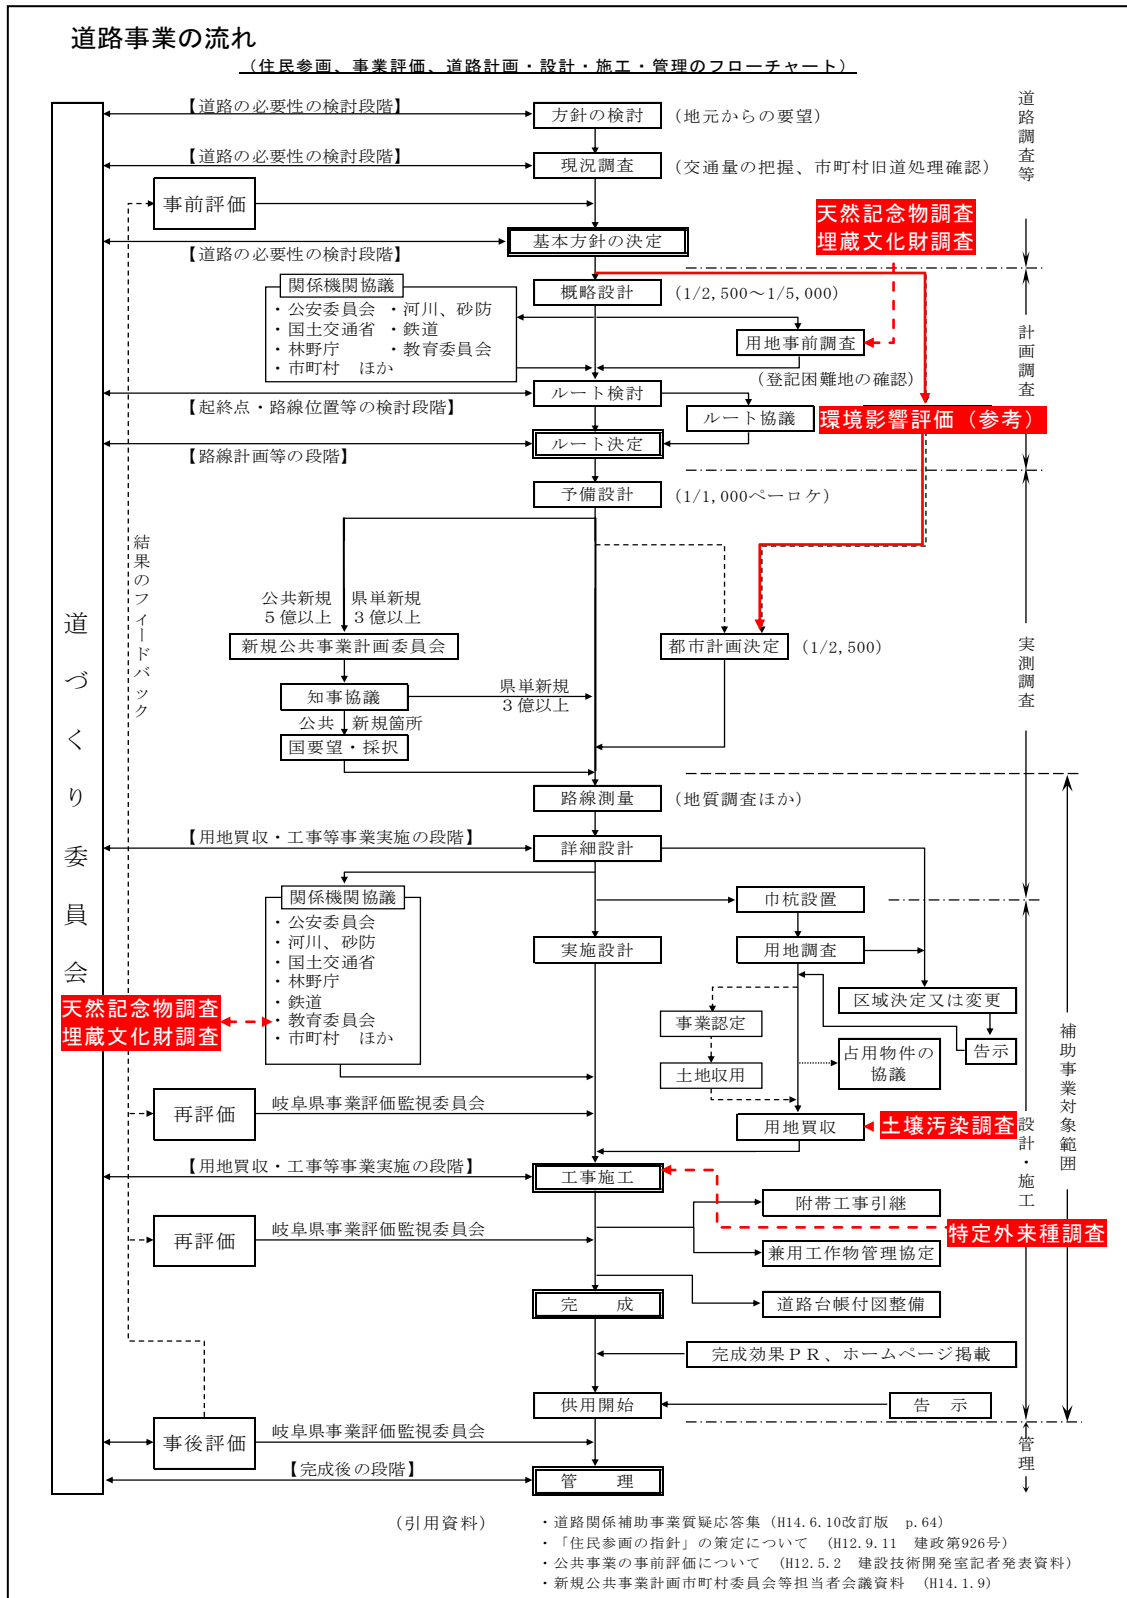 道路事業の流れ
(住民参画、事業評価、道路計画・設計・施工・管理のフローチャート)
道づくり委員会
【道路の必要性の検討段階】
方針の検討
(地元からの要望)
道路調査等
【道路の必要性の検討段階】
現況調査
(交通量の把握、市町村旧道処理確認)
事前評価
天然記念物調査
埋蔵文化財調査
基本方針の決定
【道路の必要性の検討段階】
関係機関協議
・公安委員会 ・河川、砂防
・国土交通省 ・鉄道
・林野庁 ・教育委員会
・市町村 ほか
概略設計
(1/2,500～1/5,000)
用地事前調査
(登記困難地の確認)
計画調査
ルート検討
【起終点・路線位置等の検討段階】
ルート協議
環境影響評価（参考）
ルート決定
【路線計画等の段階】
予備設計
(1/1,000ペーロケ)
結果のフィードバック
公共新規
５億以上
県単新規
３億以上
新規公共事業計画委員会
都市計画決定
(1/2,500)
実測調査
知事協議
県単新規
３億以上
公共 新規箇所
国要望・採択
路線測量
(地質調査ほか)
【用地買収・工事等事業実施の段階】
詳細設計
関係機関協議
・公安委員会
・河川、砂防
・国土交通省
・林野庁
・鉄道
・教育委員会
・市町村 ほか
天然記念物調査
埋蔵文化財調査
巾杭設置
実施設計
用地調査
区域決定又は変更
事業認定
告示
占用物件の
協議
土地収用
補助事業対象範囲
再評価
岐阜県事業評価監視委員会
用地買収
土壌汚染調査
設計・施工
【用地買収・工事等事業実施の段階】
工事施工
附帯工事引継
再評価
岐阜県事業評価監視委員会
特定外来種調査
兼用工作物管理協定
完 成
道路台帳付図整備
完成効果ＰＲ、ホームページ掲載
供用開始
告 示
事後評価
岐阜県事業評価監視委員会
管理
【完成後の段階】
管 理
(引用資料)
・道路関係補助事業質疑応答集 (H14.6.10改訂版 p.64)
・「住民参画の指針」の策定について (H12.9.11 建政第926号)
・公共事業の事前評価について (H12.5.2 建設技術開発室記者発表資料)
・新規公共事業計画市町村委員会等担当者会議資料 (H14.1.9)